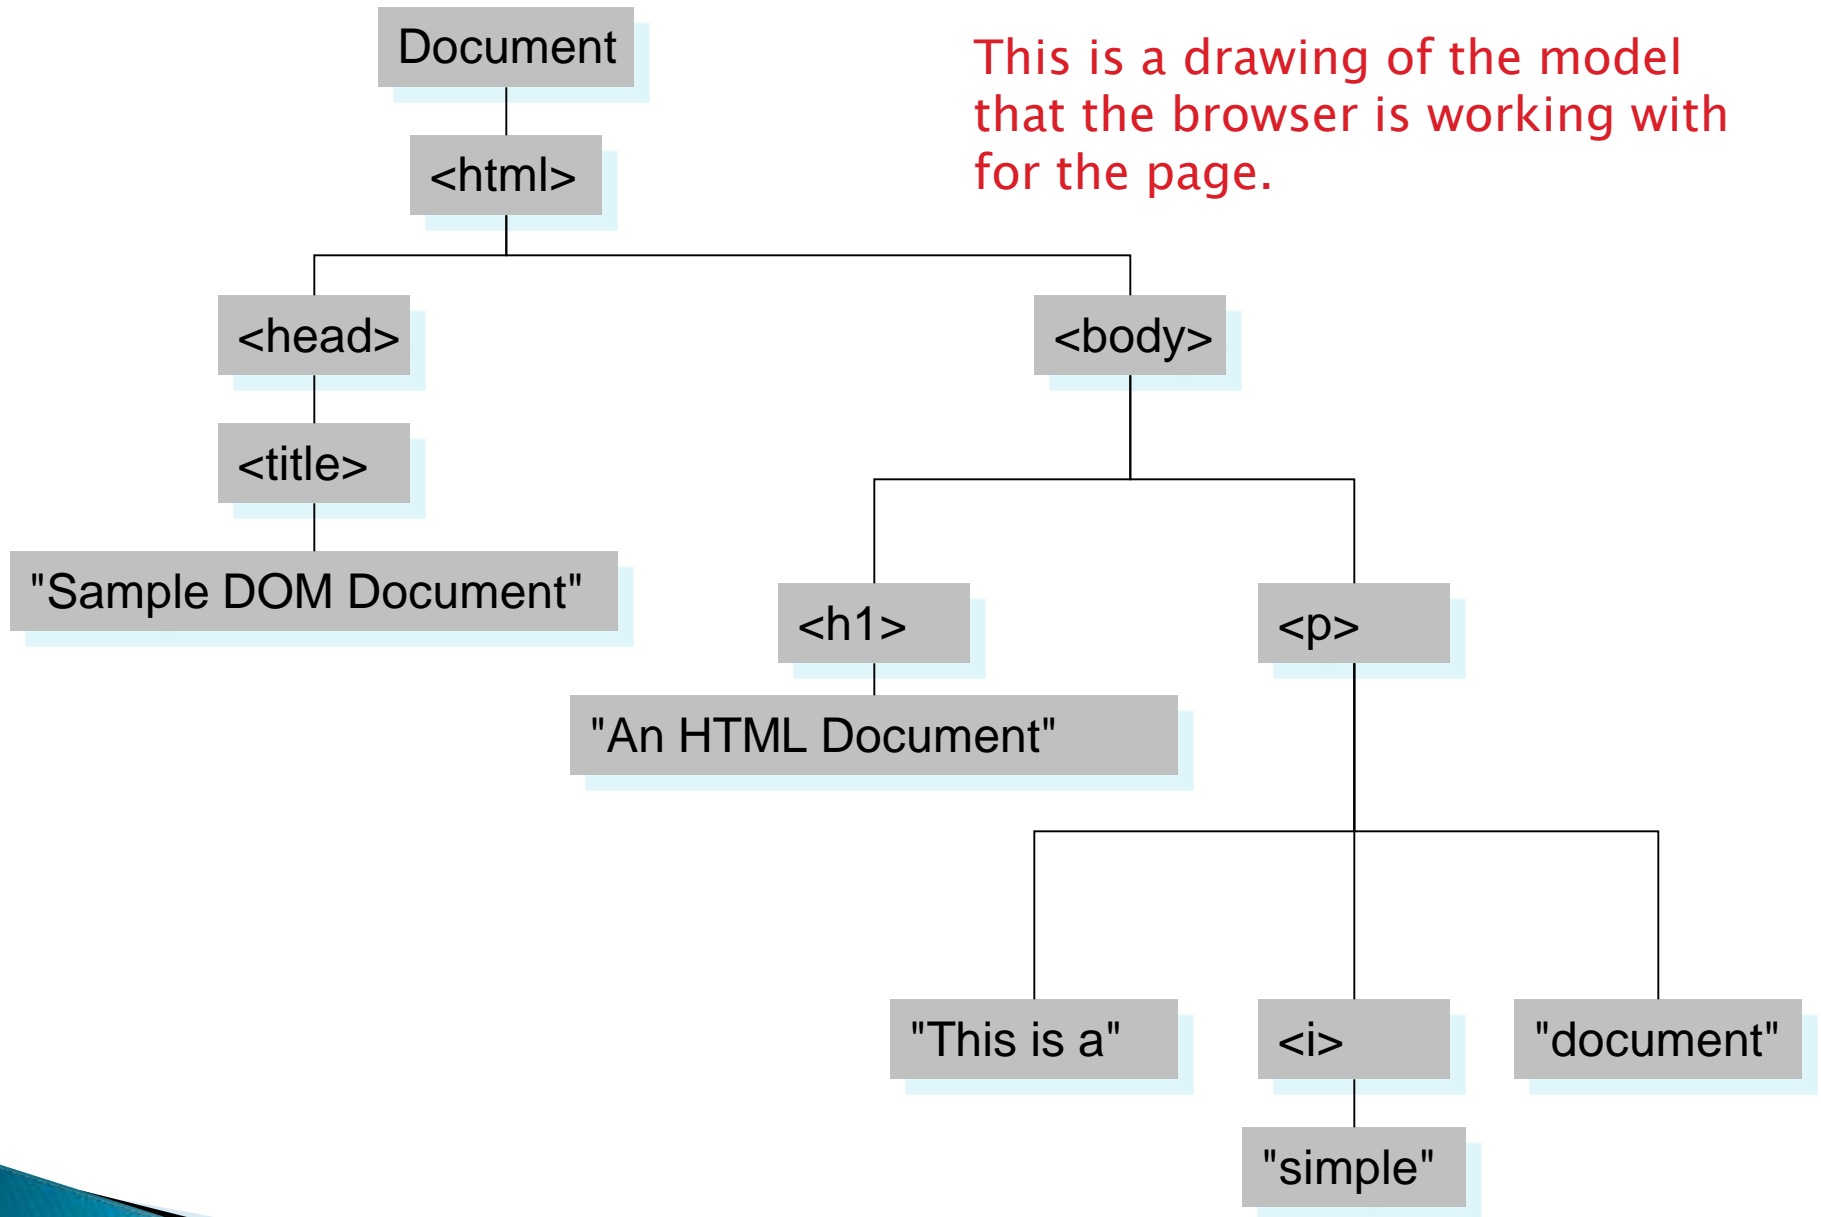 Document
This is a drawing of the model
that the browser is working with
for the page.
<html>
<head>
<body>
<title>
"Sample DOM Document"
<h1>
<p>
"An HTML Document"
"This is a"
<i>
"document"
"simple"